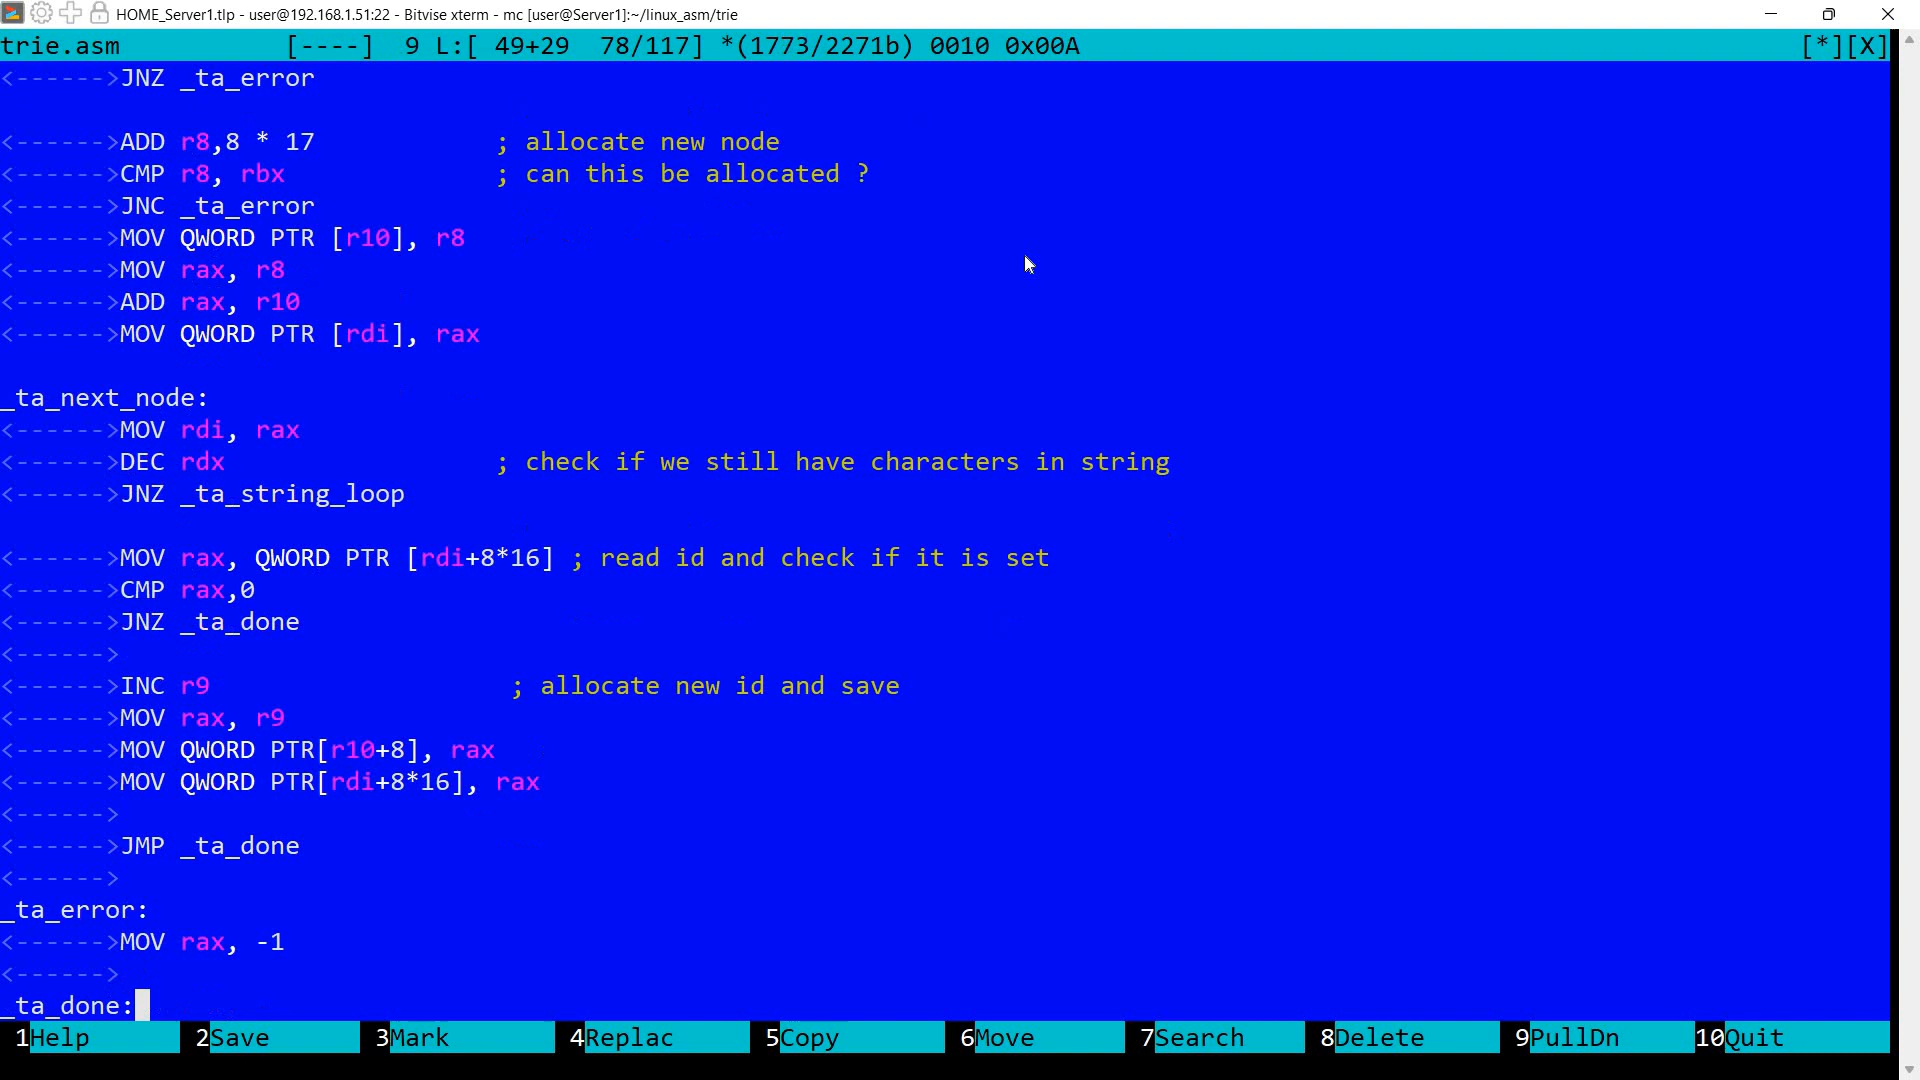 HOME_Server1.tlp - user@192.168.1.51:22 - Bitvise xterm - mc [user@Server1]:~/linux_asm/trie
trie.asm [----] 9 L:[ 49+29 78/117] *(1773/2271b) 0010 0x00A [*][X]
<------>JNZ _ta_error
<------>ADD r8,8 * 17 ; allocate new node
<------>CMP r8, rbx ; can this be allocated ?
<------>JNC _ta_error
<------>MOV QWORD PTR [r10], r8
<------>MOV rax, r8
<------>ADD rax, r10
<------>MOV QWORD PTR [rdi], rax
_ta_next_node:
<------>MOV rdi, rax
<------>DEC rdx ; check if we still have characters in string
<------>JNZ _ta_string_loop
<------>MOV rax, QWORD PTR [rdi+8*16] ; read id and check if it is set
<------>CMP rax,0
<------>JNZ _ta_done
<------>
<------>INC r9 ; allocate new id and save
<------>MOV rax, r9
<------>MOV QWORD PTR[r10+8], rax
<------>MOV QWORD PTR[rdi+8*16], rax
<------>
<------>JMP _ta_done
<------>
_ta_error:
<------>MOV rax, -1
<------>
_ta_done:
1Help 2Save 3Mark 4Replac 5Copy 6Move 7Search 8Delete 9PullDn 10Quit